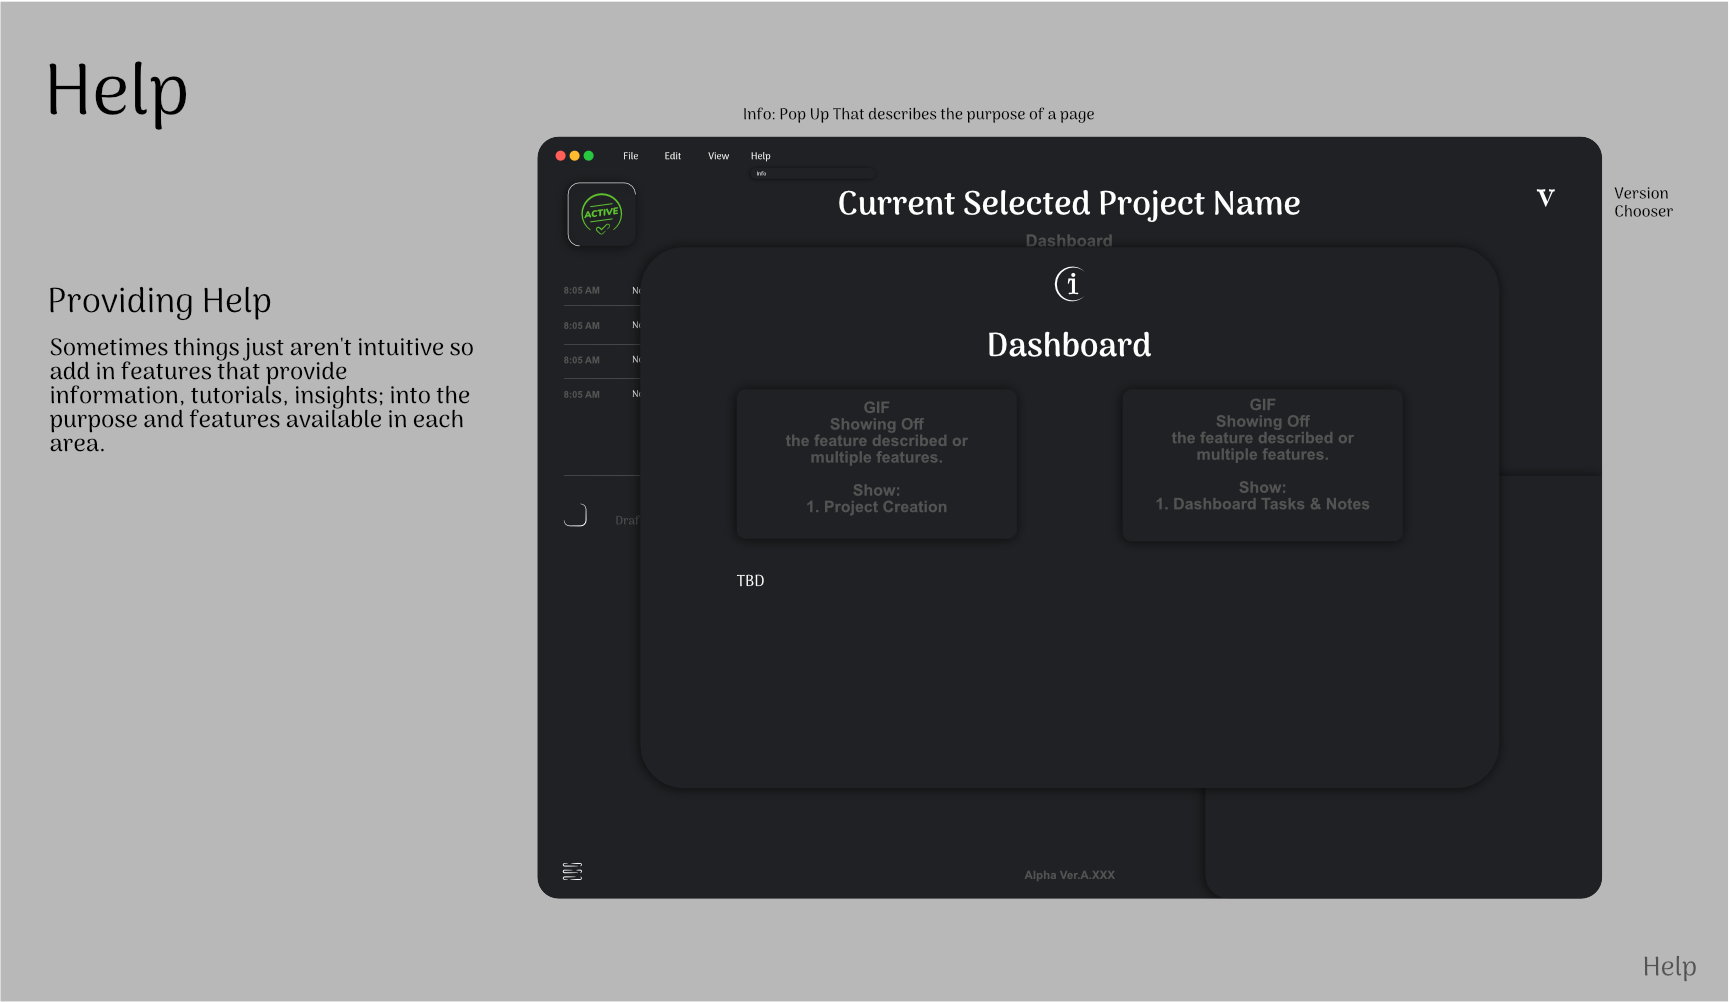 Help
Info: Pop Up That describes the purpose of a page
File Edit View Help
Info
ACTIVE
Current Selected Project Name
V
Version
Chooser
Dashboard
Providing Help
Sometimes things just aren't intuitive so
add in features that provide
information, tutorials, insights; into the
purpose and features available in each
area.
8:05 AM
8:05 AM
8:05 AM
8:05 AM
i
Dashboard
GIF
Showing Off
the feature described or
multiple features.
Show:
1. Project Creation
GIF
Showing Off
the feature described or
multiple features.
Show:
1. Dashboard Tasks & Notes
TBD
Alpha Ver.A.XXX
Help